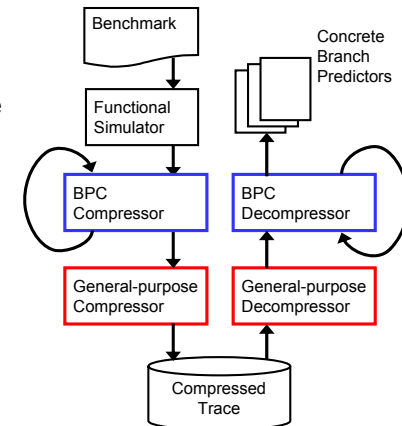 Benchmark
Concrete
Branch
Predictors
Functional
Simulator
BPC
Compressor
BPC
Decompressor
General-purpose
Compressor
General-purpose
Decompressor
Compressed
Trace